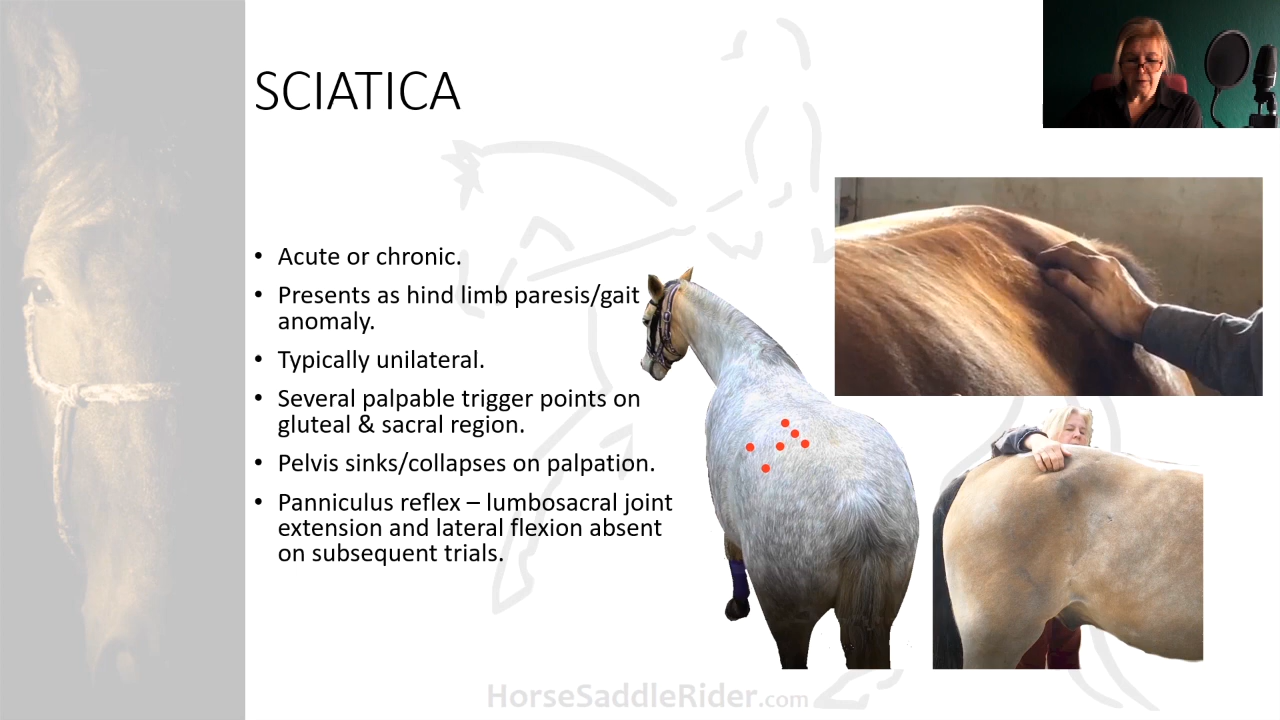 SCIATICA
• Acute or chronic.
• Presents as hind limb paresis/gait
anomaly.
• Typically unilateral.
• Several palpable trigger points on
gluteal & sacral region.
• Pelvis sinks/collapses on palpation.
• Panniculus reflex – lumbosacral joint
extension and lateral flexion absent
on subsequent trials.
HorseSaddleRider.com